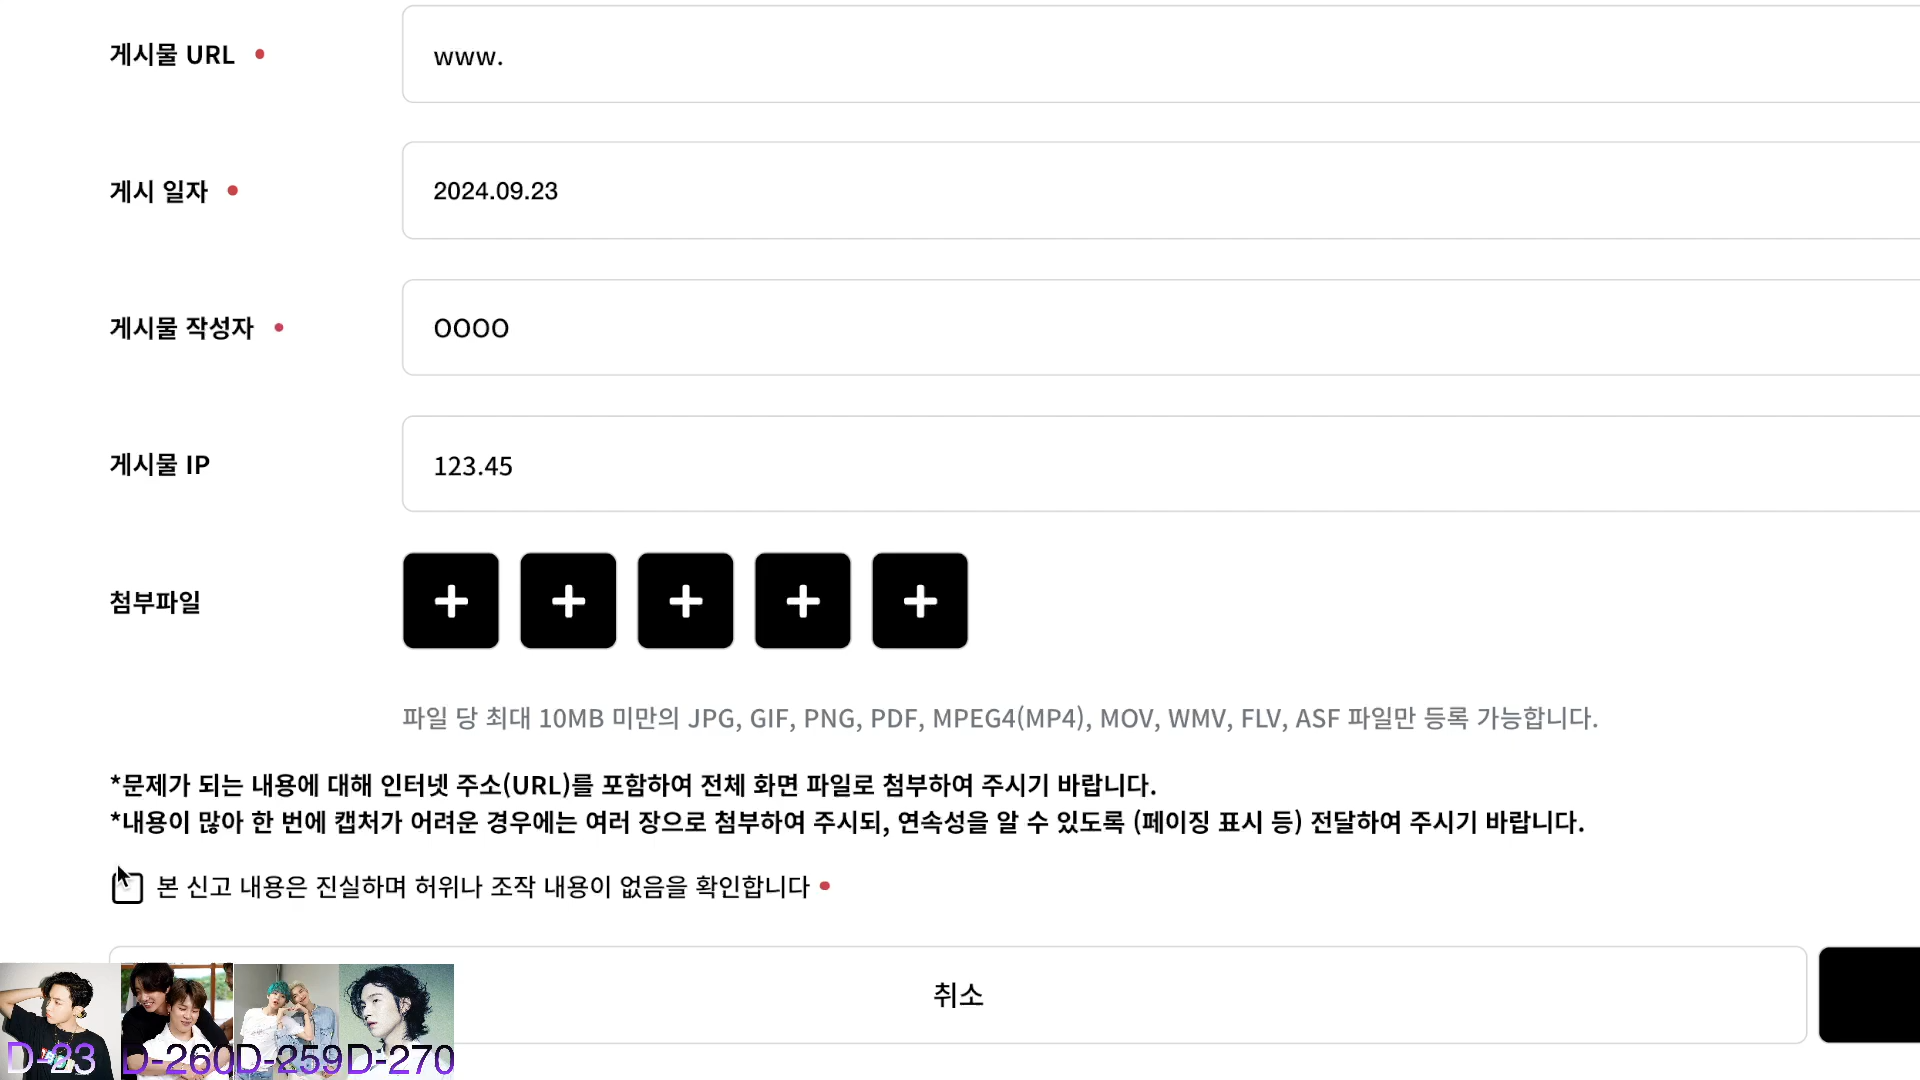 게시물 URL
www.
게시 일자
2024.09.23
게시물 작성자
OOOO
게시물 IP
123.45
첨부파일
파일 당 최대 10MB 미만의 JPG, GIF, PNG, PDF, MPEG4(MP4), MOV, WMV, FLV, ASF 파일만 등록 가능합니다.
*문제가 되는 내용에 대해 인터넷 주소(URL)를 포함하여 전체 화면 파일로 첨부하여 주시기 바랍니다.
*내용이 많아 한 번에 캡처가 어려운 경우에는 여러 장으로 첨부하여 주시되, 연속성을 알 수 있도록 (페이징 표시 등) 전달하여 주시기 바랍니다.
본 신고 내용은 진실하며 허위나 조작 내용이 없음을 확인합니다
취소
D-23 D-260 D-259 D-270